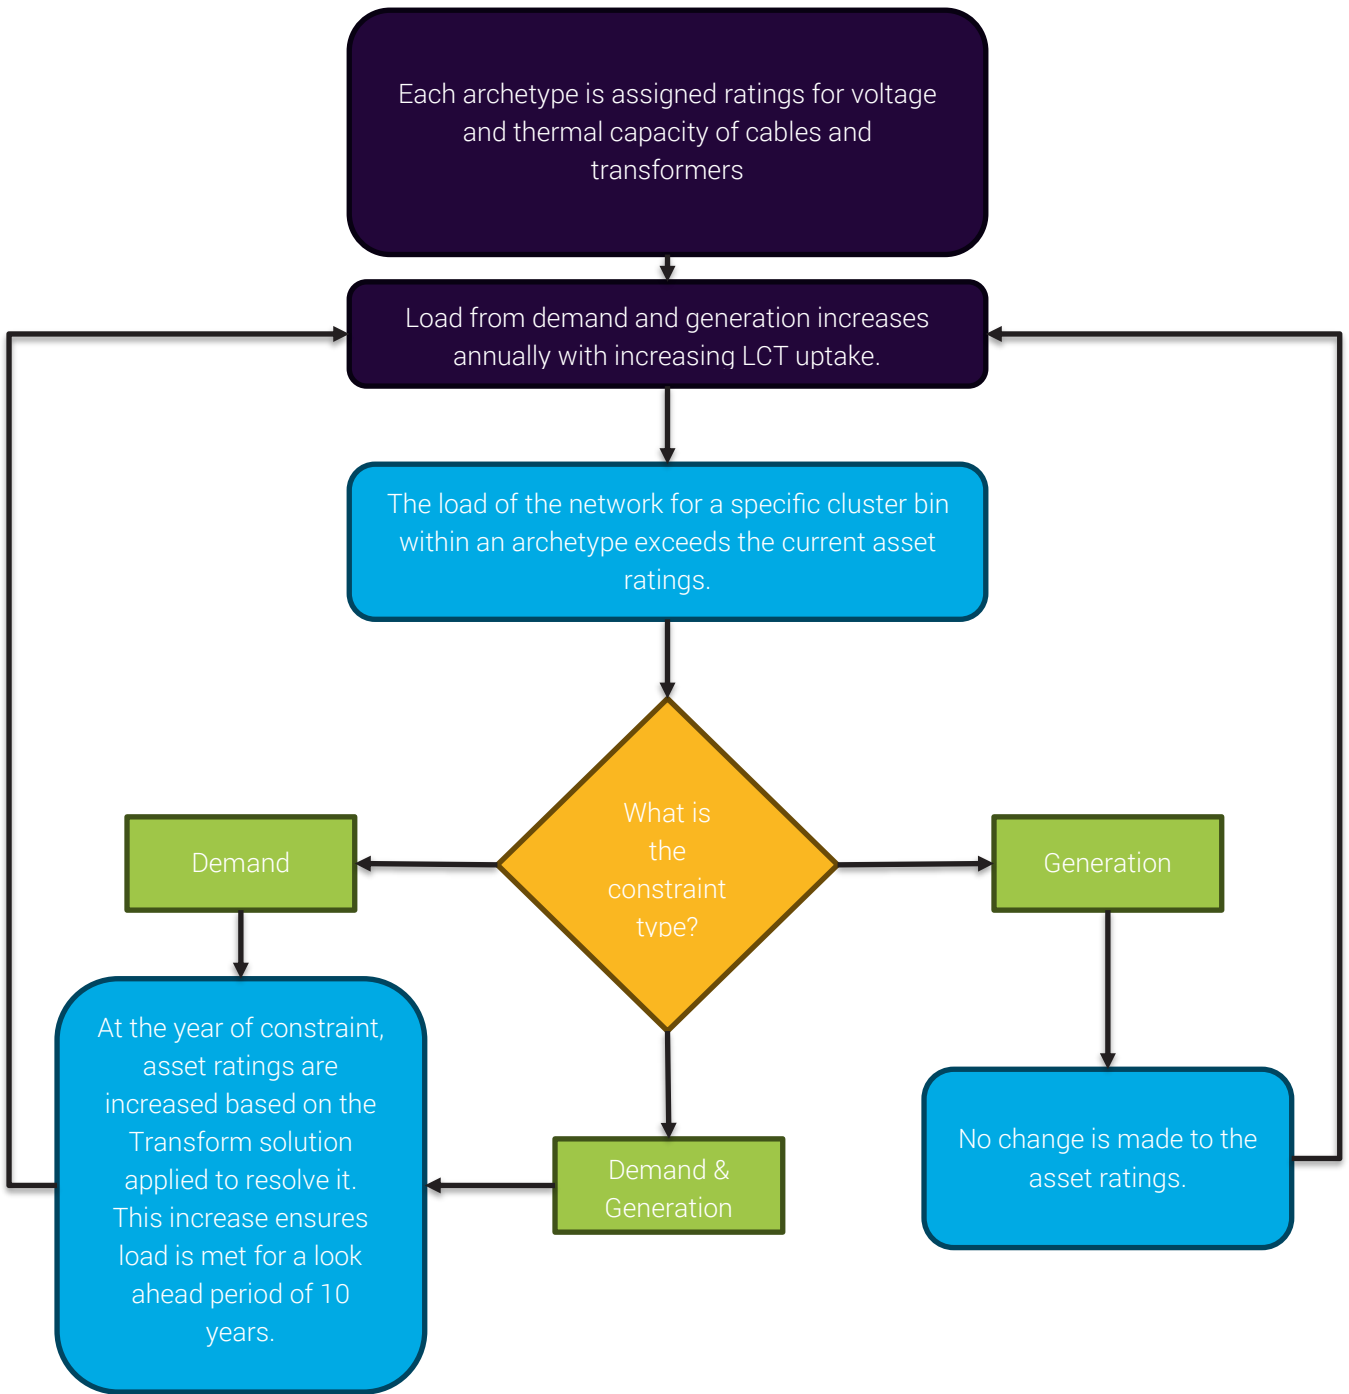 Each archetype is assigned ratings for voltage
and thermal capacity of cables and
transformers
Load from demand and generation increases
annually with increasing LCT uptake.
The load of the network for a specific cluster bin
within an archetype exceeds the current asset
ratings.
What is
the
constraint
type?
Demand
Generation
At the year of constraint,
asset ratings are
increased based on the
Transform solution
applied to resolve it.
This increase ensures
load is met for a look
ahead period of 10
years.
Demand &
Generation
No change is made to the
asset ratings.